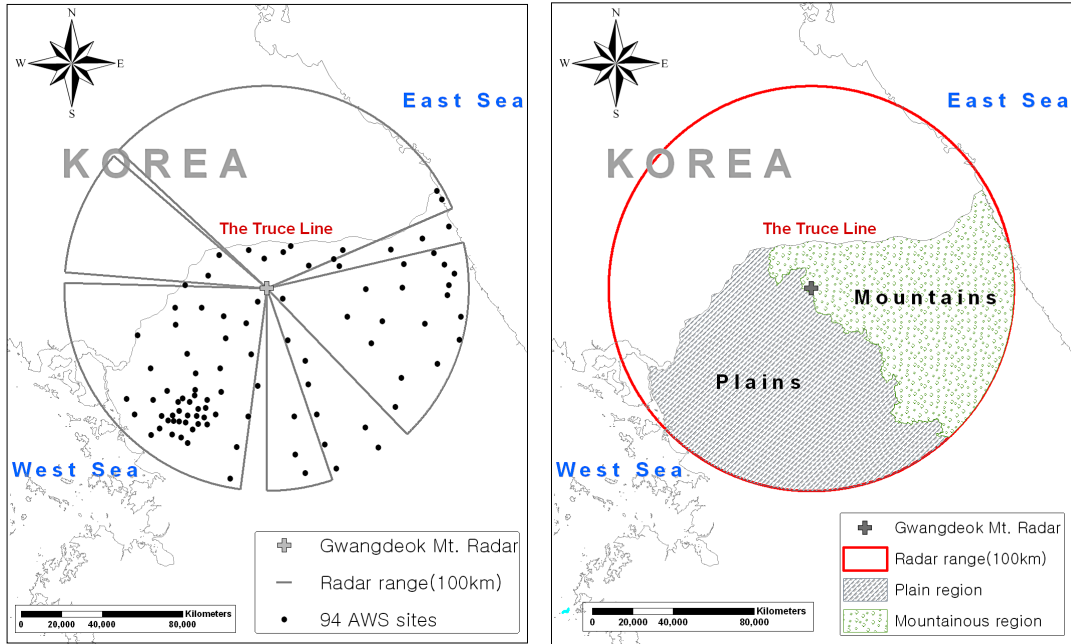 N
W E
S
East Sea
KOREA
The Truce Line
West Sea
Gwangdeok Mt. Radar
Radar range(100km)
94 AWS sites
Kilometers
0 20,000 40,000 80,000
N
W E
S
East Sea
KOREA
The Truce Line
Mountains
Plains
West Sea
Gwangdeok Mt. Radar
Radar range(100km)
Plain region
Mountainous region
Kilometers
0 20,000 40,000 80,000